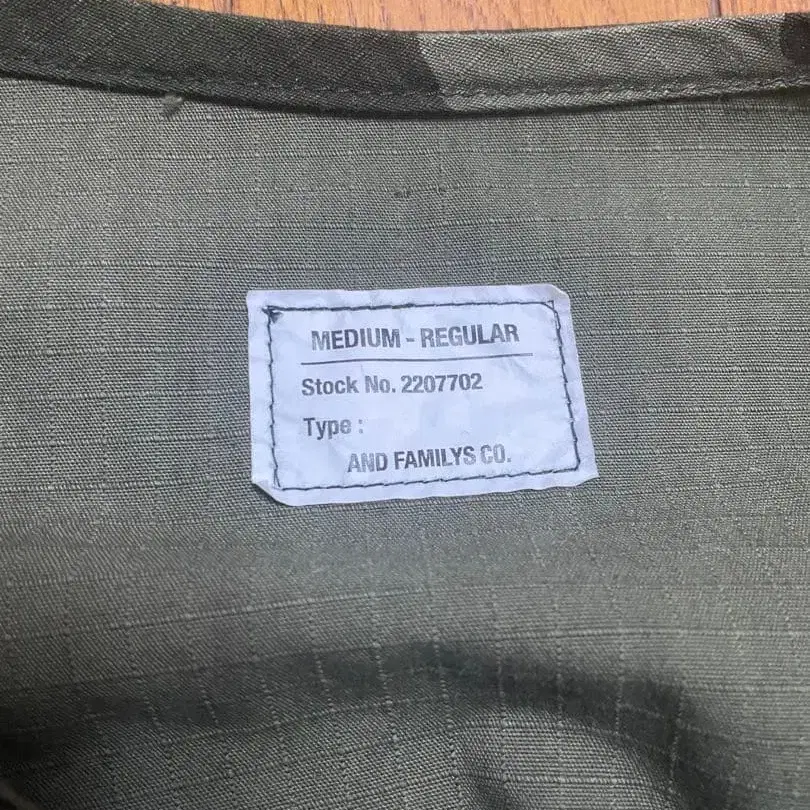 MEDIUM - REGULAR
Stock No. 2207702
Type :
AND FAMILYS CO.